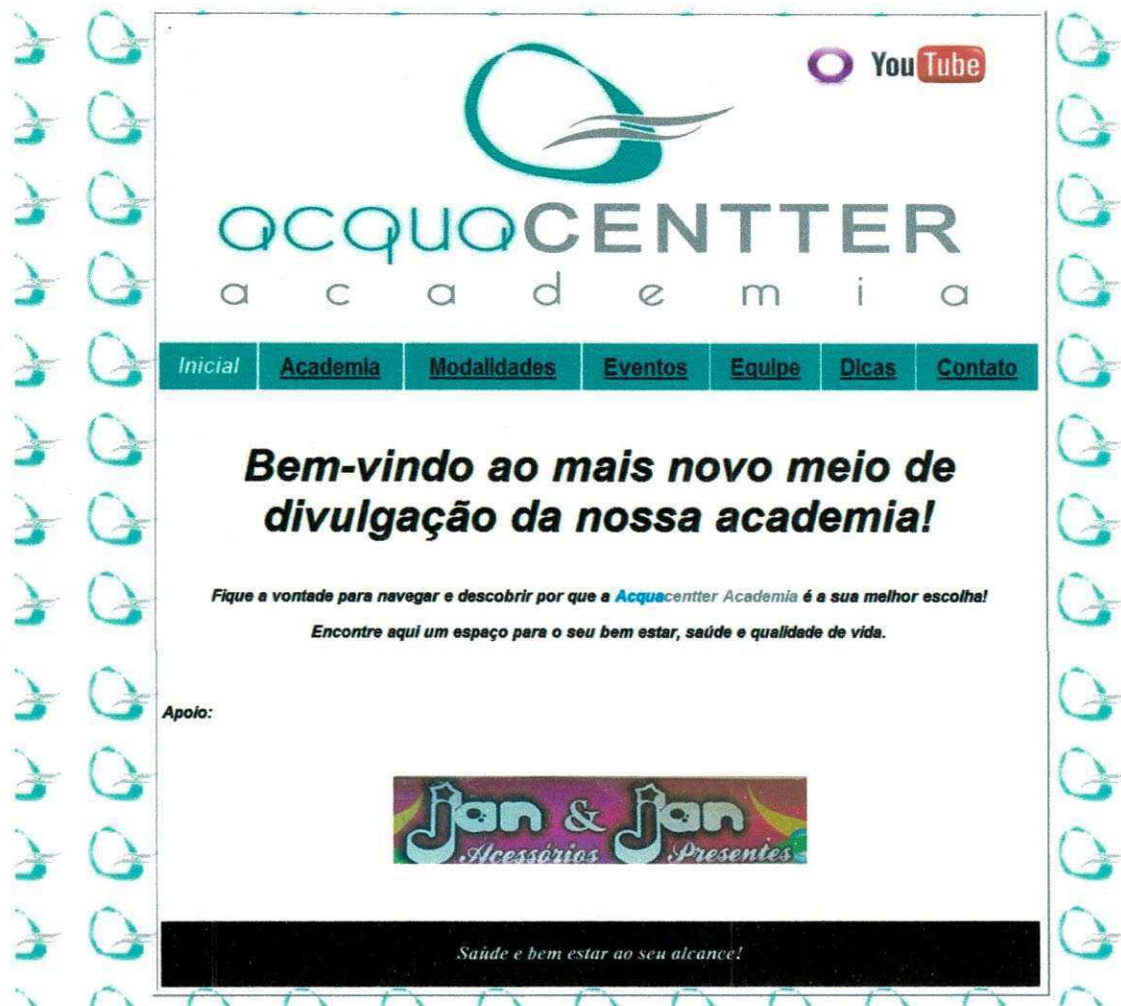 YouTube
acquaCENTTER
academia
Inicial Academia Modalidades Eventos Equipe Dicas Contato
Bem-vindo ao mais novo meio de
divulgação da nossa academia!
Fique a vontade para navegar e descobrir por que a Acquacentter Academia é a sua melhor escolha!
Encontre aqui um espaço para o seu bem estar, saúde e qualidade de vida.
Apoio:
Jan & Jan
Acessórios Presentes
Saúde e bem estar ao seu alcance!